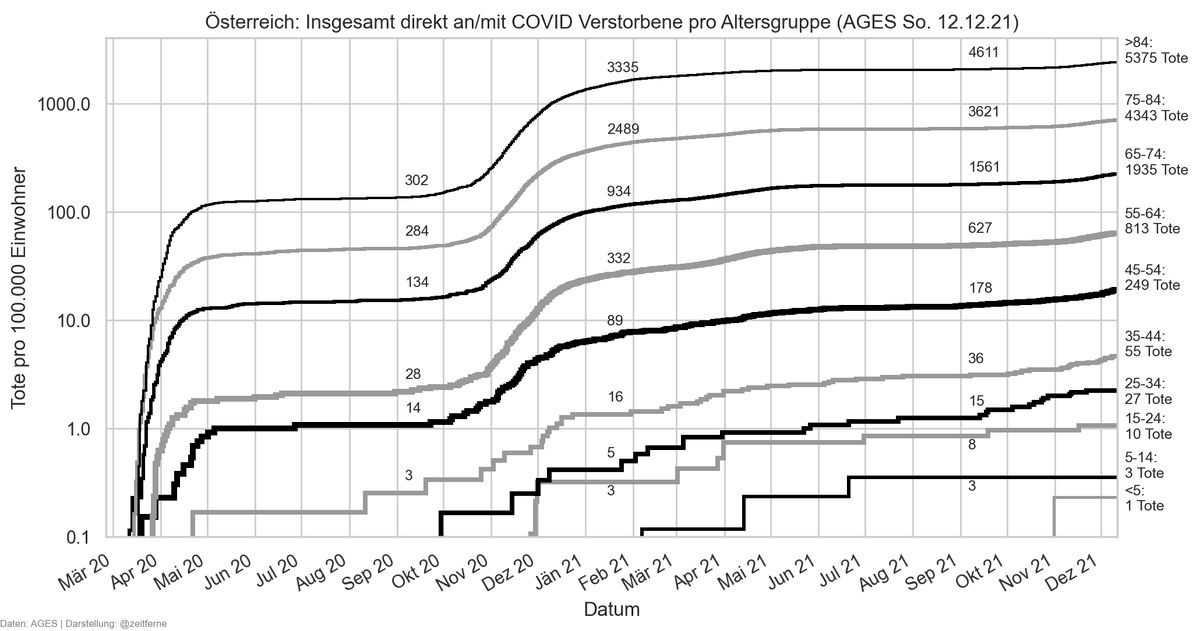 Österreich: Insgesamt direkt an/mit COVID Verstorbene pro Altersgruppe (AGES So. 12.12.21)
Tote pro 100.000 Einwohner
1000.0
100.0
10.0
1.0
0.1
302
3335
4611
>84:
5375 Tote
284
2489
3621
75-84:
4343 Tote
134
934
1561
65-74:
1935 Tote
28
332
627
55-64:
813 Tote
14
89
178
45-54:
249 Tote
3
16
36
35-44:
55 Tote
5
15
25-34:
27 Tote
3
8
15-24:
10 Tote
3
5-14:
3 Tote
<5:
1 Tote
Mär 20
Apr 20
Mai 20
Jun 20
Jul 20
Aug 20
Sep 20
Okt 20
Nov 20
Dez 20
Jän 21
Feb 21
Mär 21
Apr 21
Mai 21
Jun 21
Jul 21
Aug 21
Sep 21
Okt 21
Nov 21
Dez 21
Datum
Daten: AGES | Darstellung: @zeitferne